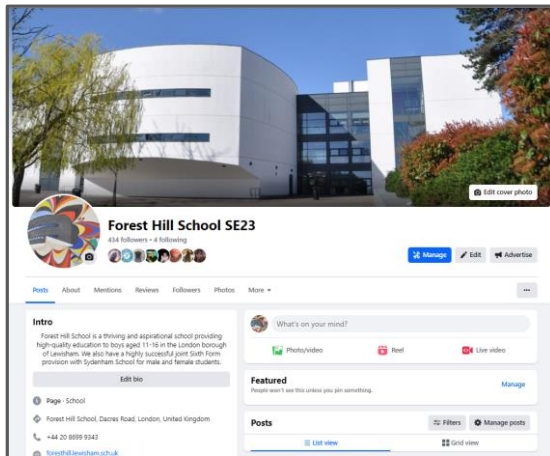 Edit cover photo
Forest Hill School SE23
434 followers • 4 following
Manage
Edit
Advertise
Posts
About
Mentions
Reviews
Followers
Photos
More
Intro
Forest Hill School is a thriving and aspirational school providing
high-quality education to boys aged 11-16 in the London borough
of Lewisham. We also have a highly successful joint Sixth Form
provision with Sydenham School for male and female students.
Edit bio
Page · School
Forest Hill School, Dacres Road, London, United Kingdom
+44 20 8699 9343
foresthill.lewisham.sch.uk
What's on your mind?
Photo/video
Reel
Live video
Featured
People won't see this unless you pin something.
Manage
Posts
Filters
Manage posts
List view
Grid view